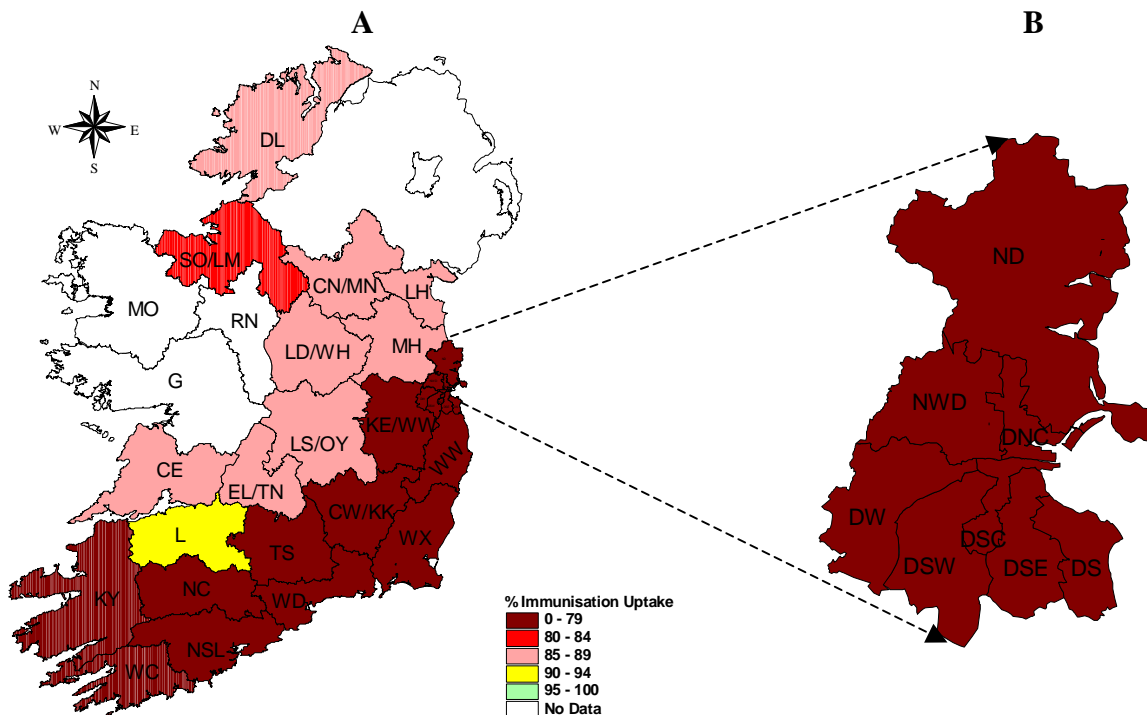 A
B
N
W
E
S
DL
SO/LM
CN/MN
LH
MO
RN
LD/WH
MH
G
KE/WW
LS/OY
WW
CE
EL/TN
CW/KK
L
TS
WX
KY
NC
WD
NSL
WC
ND
NWD
DNC
DW
DSC
DSW
DSE
DS
% Immunisation Uptake
0 - 79
80 - 84
85 - 89
90 - 94
95 - 100
No Data